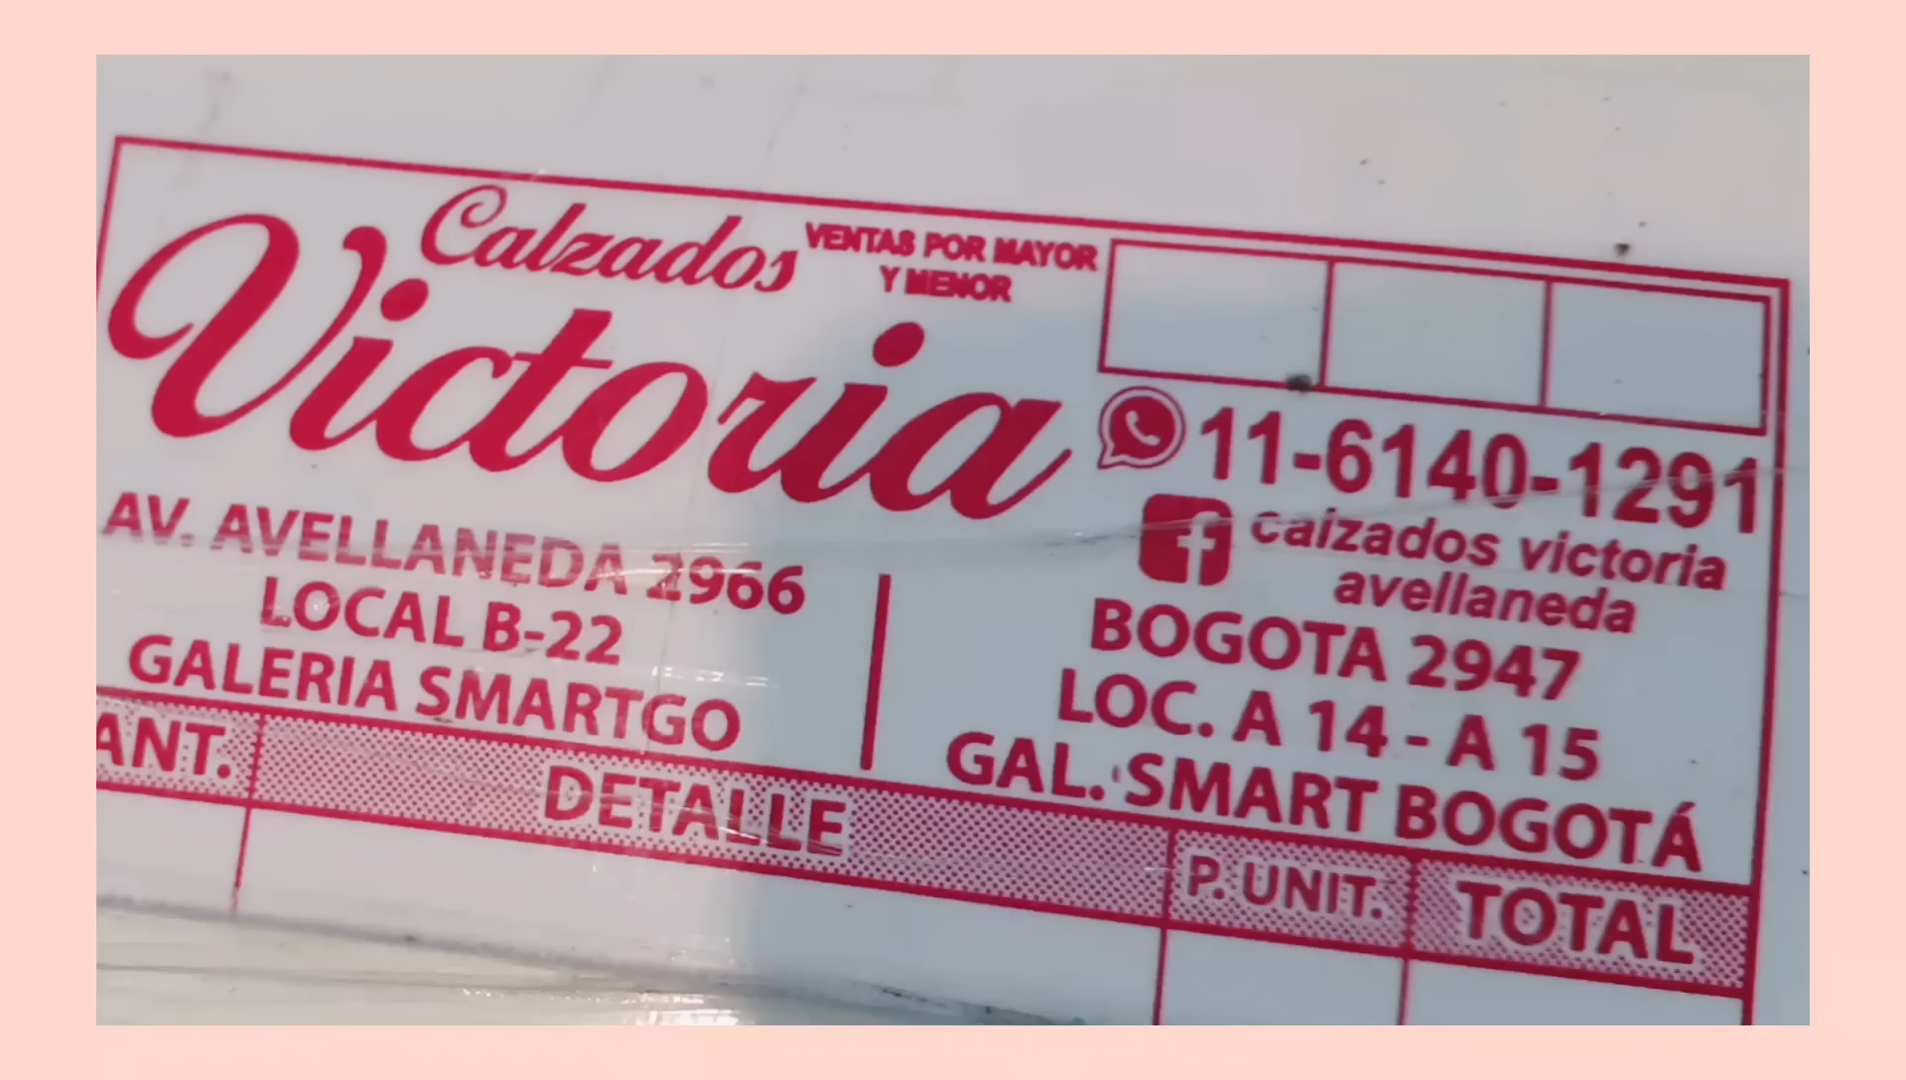 Calzados
Victoria
VENTAS POR MAYOR
Y MENOR
11-6140-1291
calzados victoria
avellaneda
AV. AVELLANEDA 2966
LOCAL B-22
GALERIA SMARTGO
BOGOTA 2947
LOC. A 14 - A 15
GAL. SMART BOGOTÁ
ANT. DETALLE P. UNIT. TOTAL